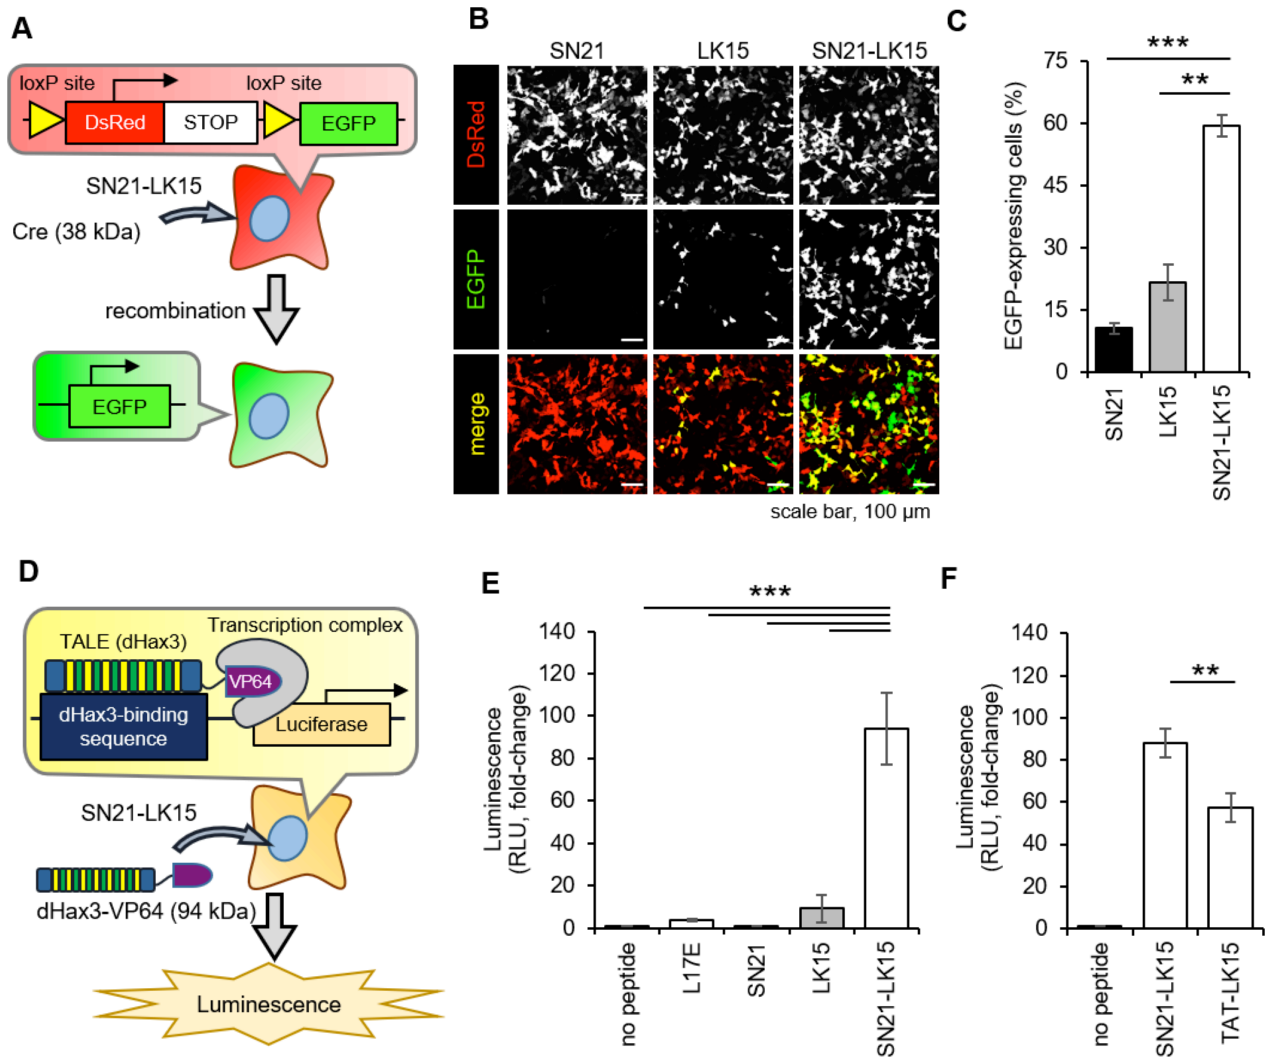 A
loxP site
loxP site
DsRed
STOP
EGFP
SN21-LK15
Cre (38 kDa)
recombination
EGFP
B
SN21
LK15
SN21-LK15
DsRed
EGFP
merge
scale bar, 100 μm
C
***
**
EGFP-expressing cells (%)
75
60
45
30
15
0
SN21
LK15
SN21-LK15
D
Transcription complex
TALE (dHax3)
VP64
dHax3-binding
sequence
Luciferase
SN21-LK15
dHax3-VP64 (94 kDa)
Luminescence
E
***
Luminescence
(RLU, fold-change)
140
120
100
80
60
40
20
0
no peptide
L17E
SN21
LK15
SN21-LK15
F
**
Luminescence
(RLU, fold-change)
140
120
100
80
60
40
20
0
no peptide
SN21-LK15
TAT-LK15